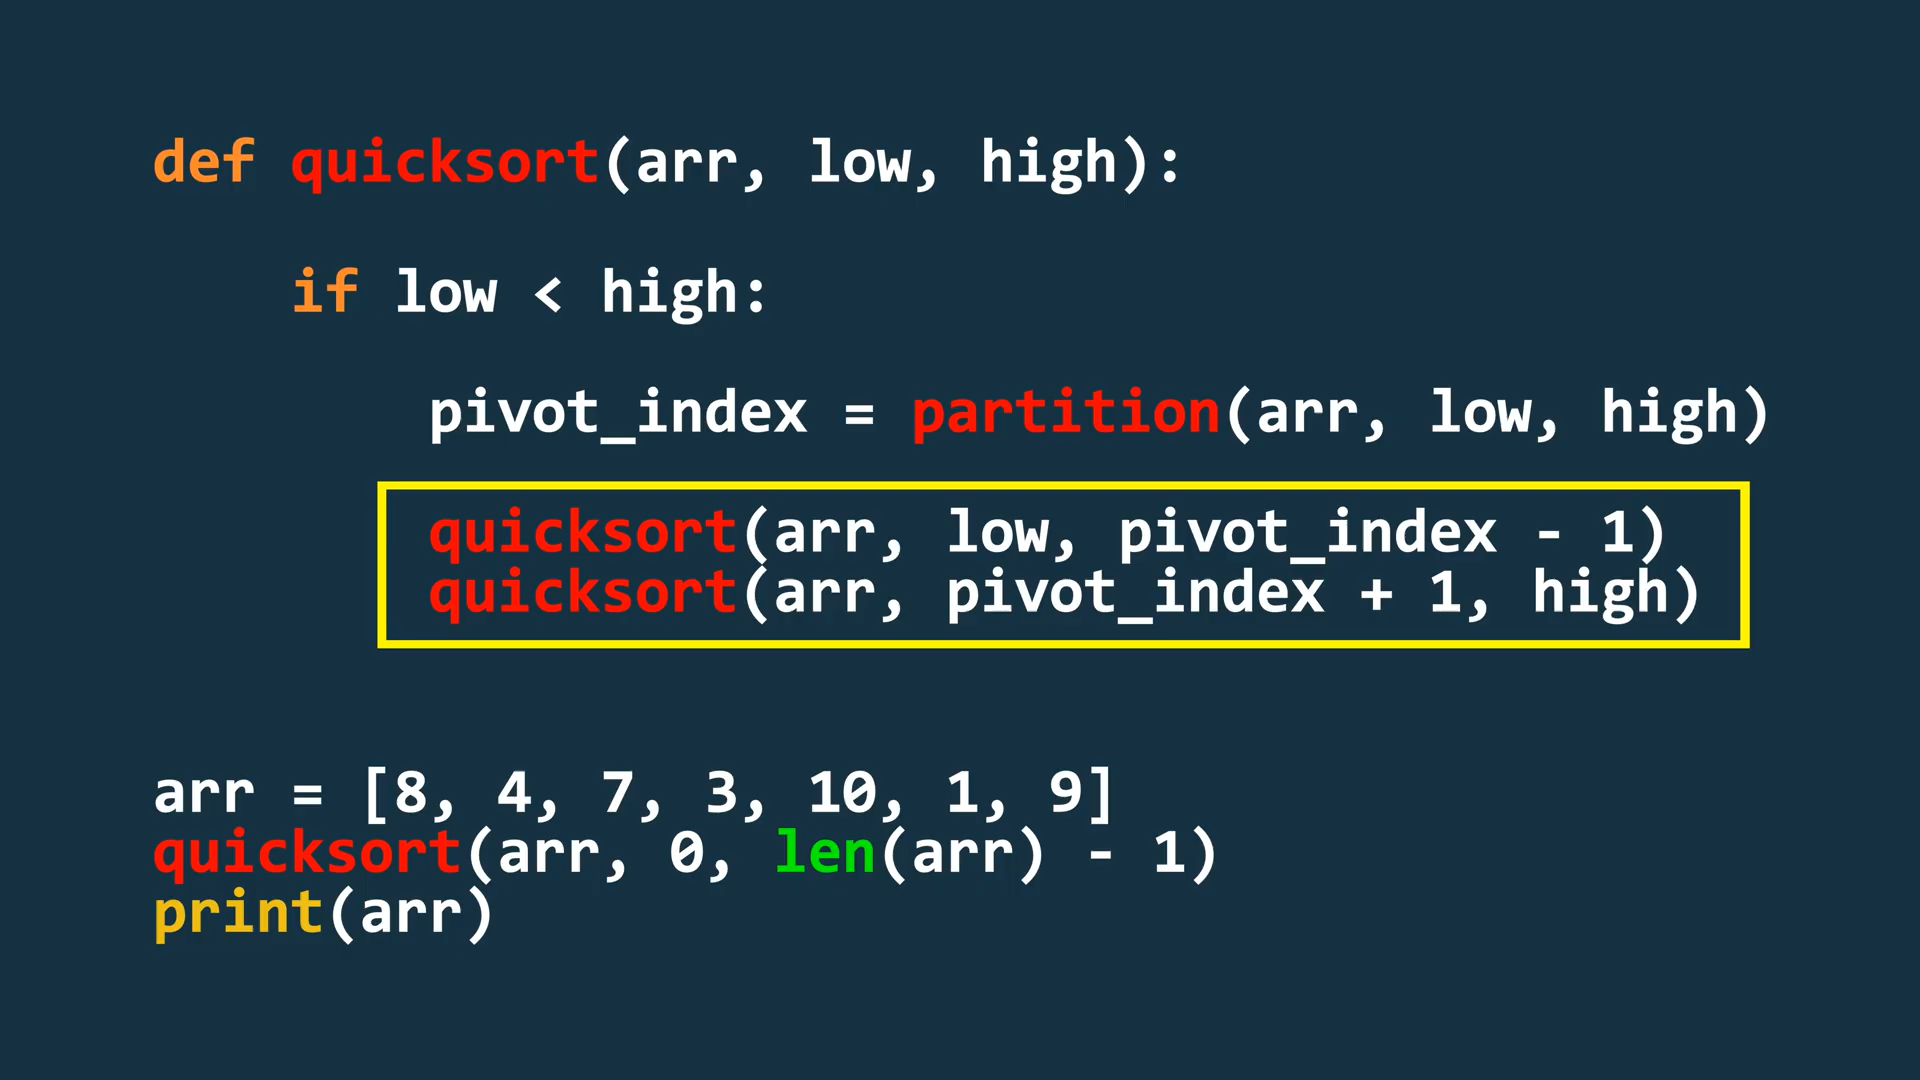 def quicksort(arr, low, high):
if low < high:
pivot_index = partition(arr, low, high)
quicksort(arr, low, pivot_index - 1)
quicksort(arr, pivot_index + 1, high)
arr = [8, 4, 7, 3, 10, 1, 9]
quicksort(arr, 0, len(arr) - 1)
print(arr)